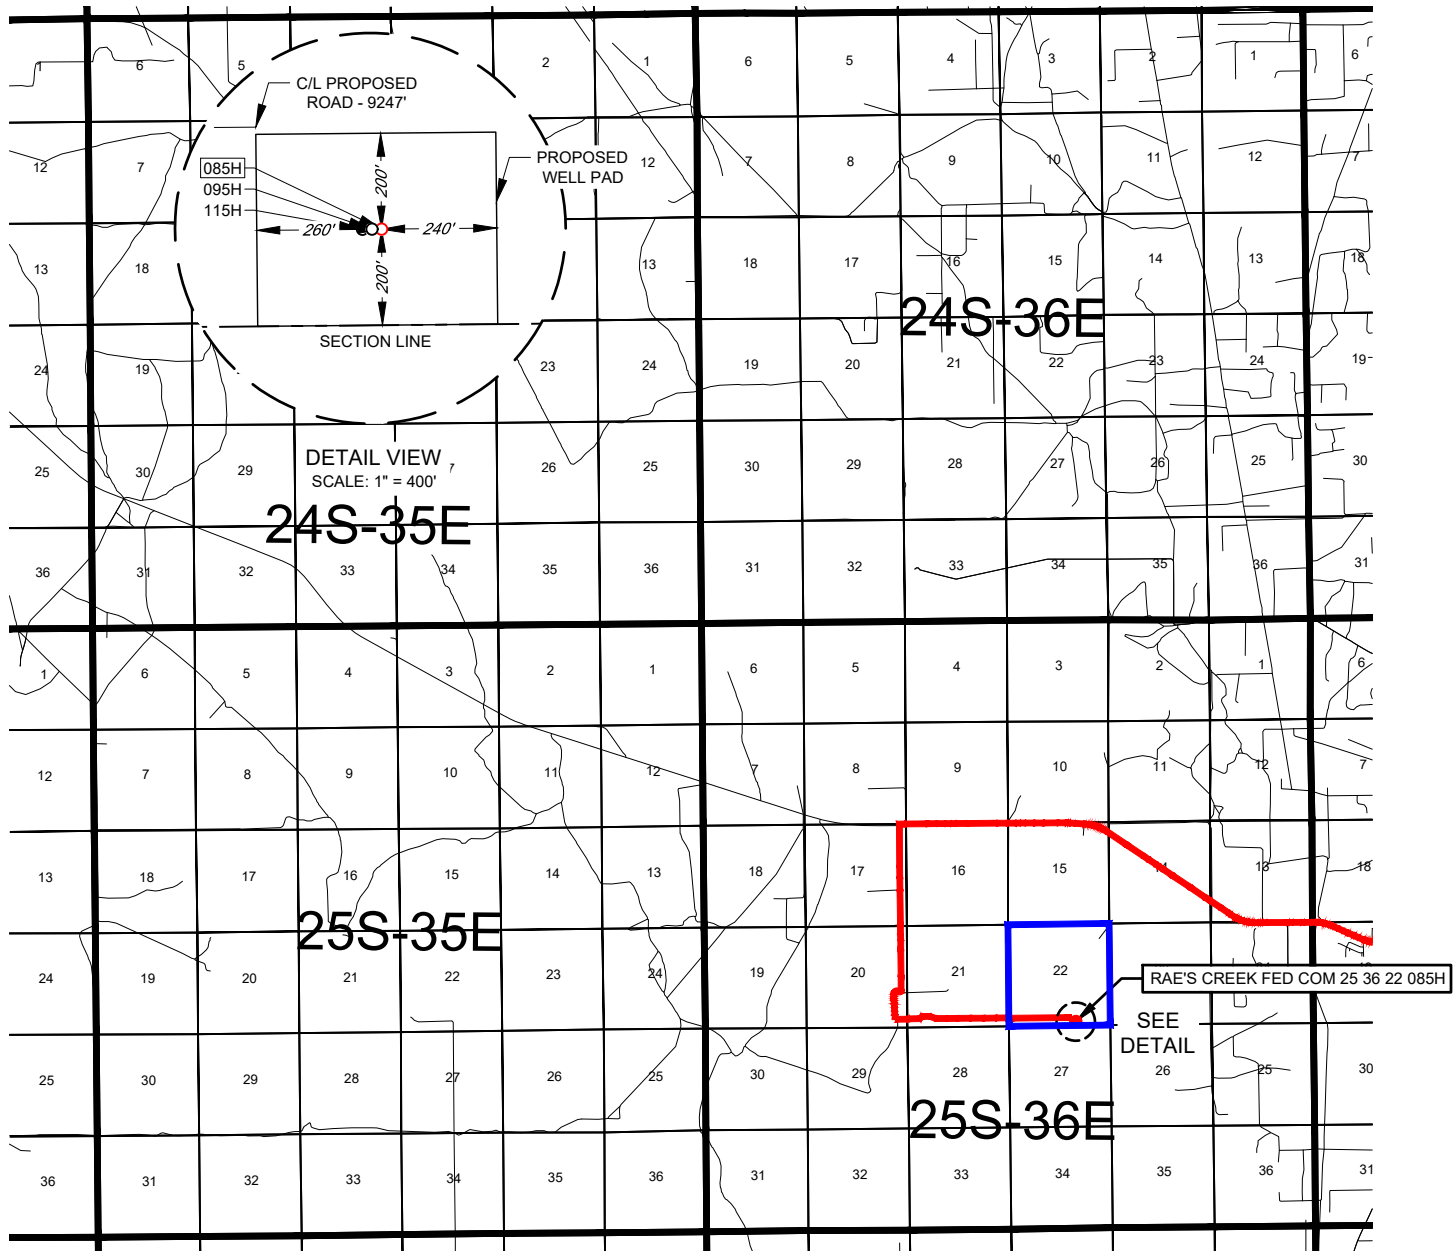 1 6 5 2 1 6 5 4 3 2 1 6
C/L PROPOSED
ROAD - 9247'
12 7 12 7 8 9 10 11 12 7
085H
095H
115H
PROPOSED
WELL PAD
200'
260'
240'
200'
13 18 13 18 17 16 15 14 13 18
24S-36E
SECTION LINE
24 19 23 24 19 20 21 22 23 24 19
DETAIL VIEW
SCALE: 1" = 400'
25 30 29 26 25 30 29 28 27 26 25 30
24S-35E
36 31 32 33 34 35 36 31 32 33 34 35 36 31
1 6 5 4 3 2 1 6 5 4 3 2 1 6
12 7 8 9 10 11 12 7 8 9 10 11 12 7
13 18 17 16 15 14 13 18 17 16 15 14 13 18
25S-35E
24 19 20 21 22 23 24 19 20 21 22
RAE'S CREEK FED COM 25 36 22 085H
SEE
DETAIL
25 30 29 28 27 26 25 30 29 28 27 26 25 30
25S-36E
36 31 32 33 34 35 36 31 32 33 34 35 36 31